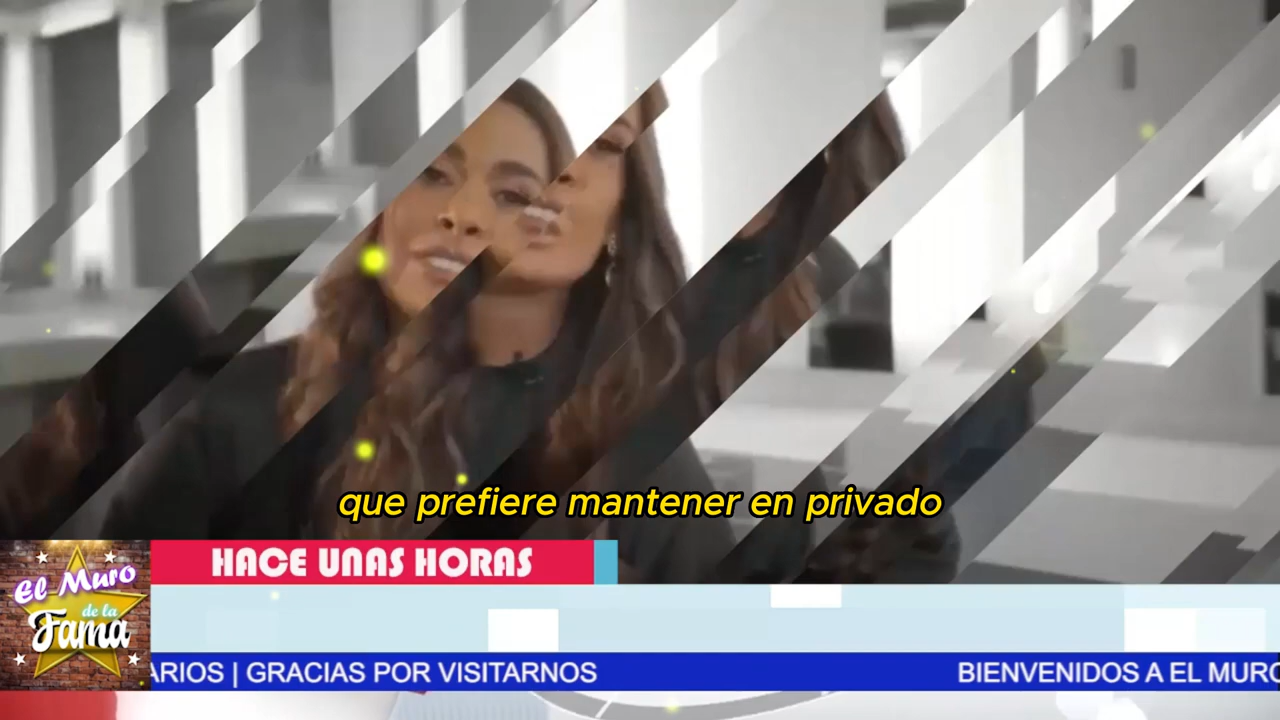 que prefiere mantener en privado
HACE UNAS HORAS
El Muro
de la
Fama
ARIOS | GRACIAS POR VISITARNOS
BIENVENIDOS A EL MURO